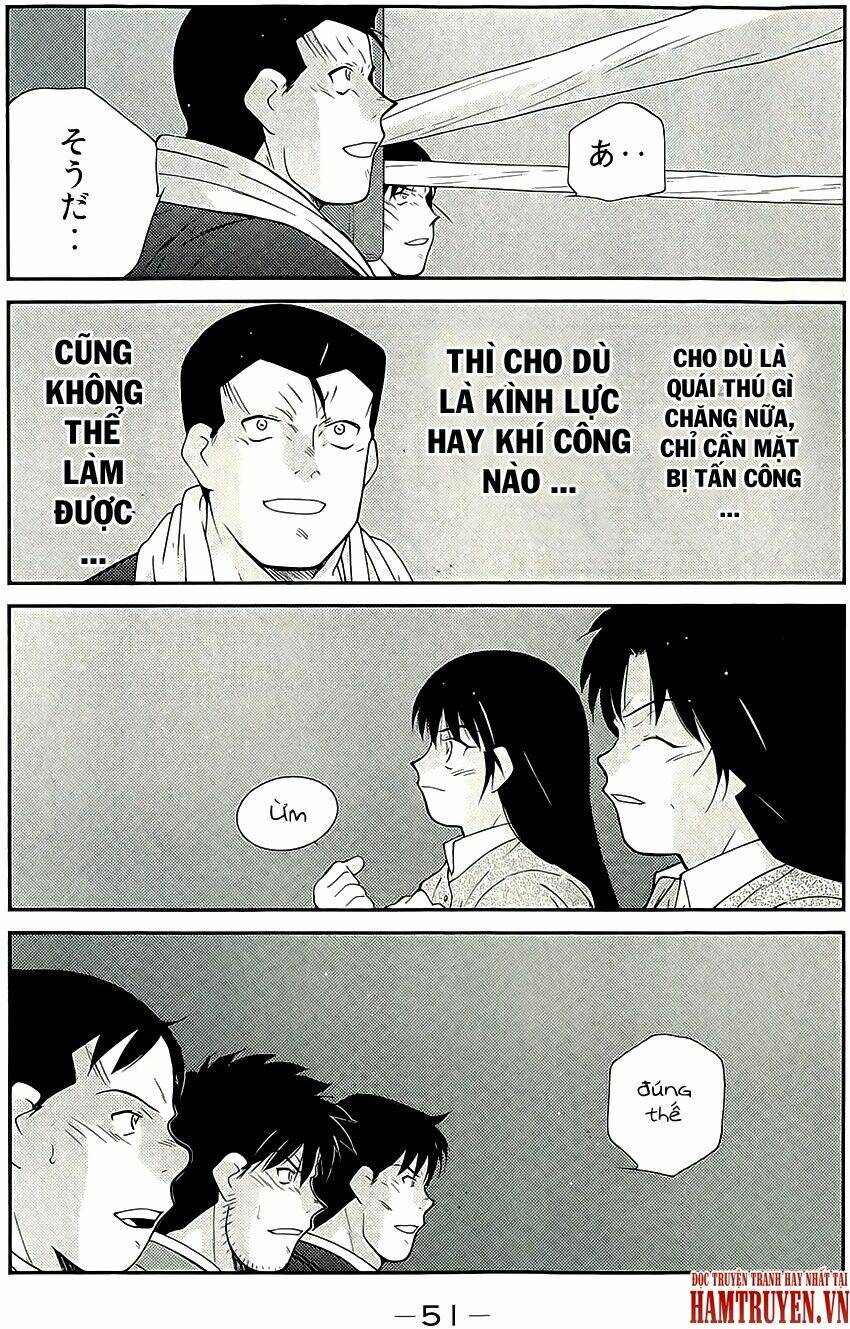 あ‥
そうだ‥
CHO DÙ LÀ
QUÁI THÚ GÌ
CHĂNG NỮA,
CHỈ CẦN MẶT
BỊ TẤN CÔNG
...
THÌ CHO DÙ
LÀ KÌNH LỰC
HAY KHÍ CÔNG
NÀO ...
CŨNG
KHÔNG
THỂ
LÀM
ĐƯỢC
...
Ừm
đúng
thế
ĐỌC TRUYỆN TRANH HAY NHẤT TẠI
HAMTRUYEN.VN
—51—